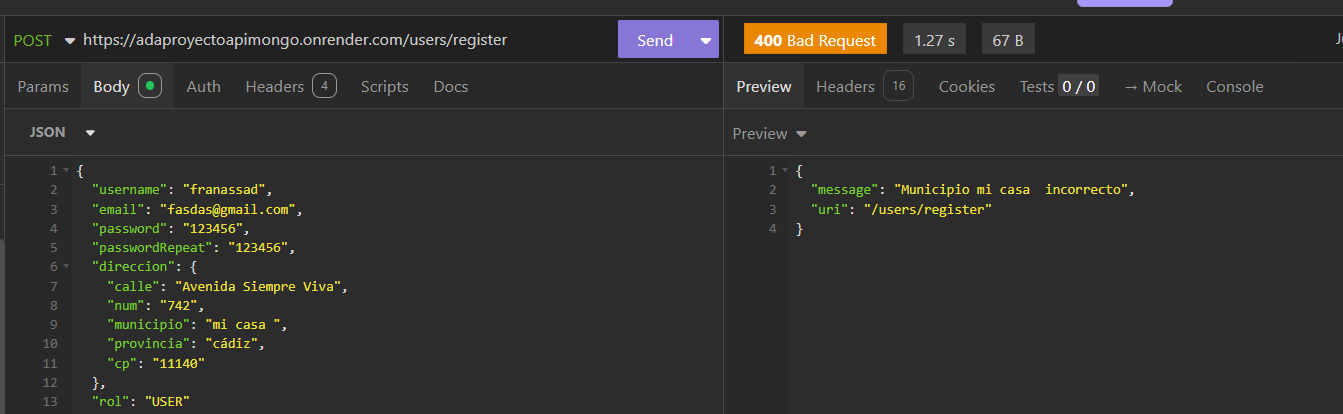 POST https://adaproyectoapimongo.onrender.com/users/register Send 400 Bad Request 1.27 s 67 B
Params Body Auth Headers 4 Scripts Docs Preview Headers 16 Cookies Tests 0 / 0 → Mock Console
JSON
Preview
1 {
2 "username": "franassad",
3 "email": "fasdas@gmail.com",
4 "password": "123456",
5 "passwordRepeat": "123456",
6 "direccion": {
7 "calle": "Avenida Siempre Viva",
8 "num": "742",
9 "municipio": "mi casa ",
10 "provincia": "cádiz",
11 "cp": "11140"
12 },
13 "rol": "USER"
1 {
2 "message": "Municipio mi casa  incorrecto",
3 "uri": "/users/register"
4 }